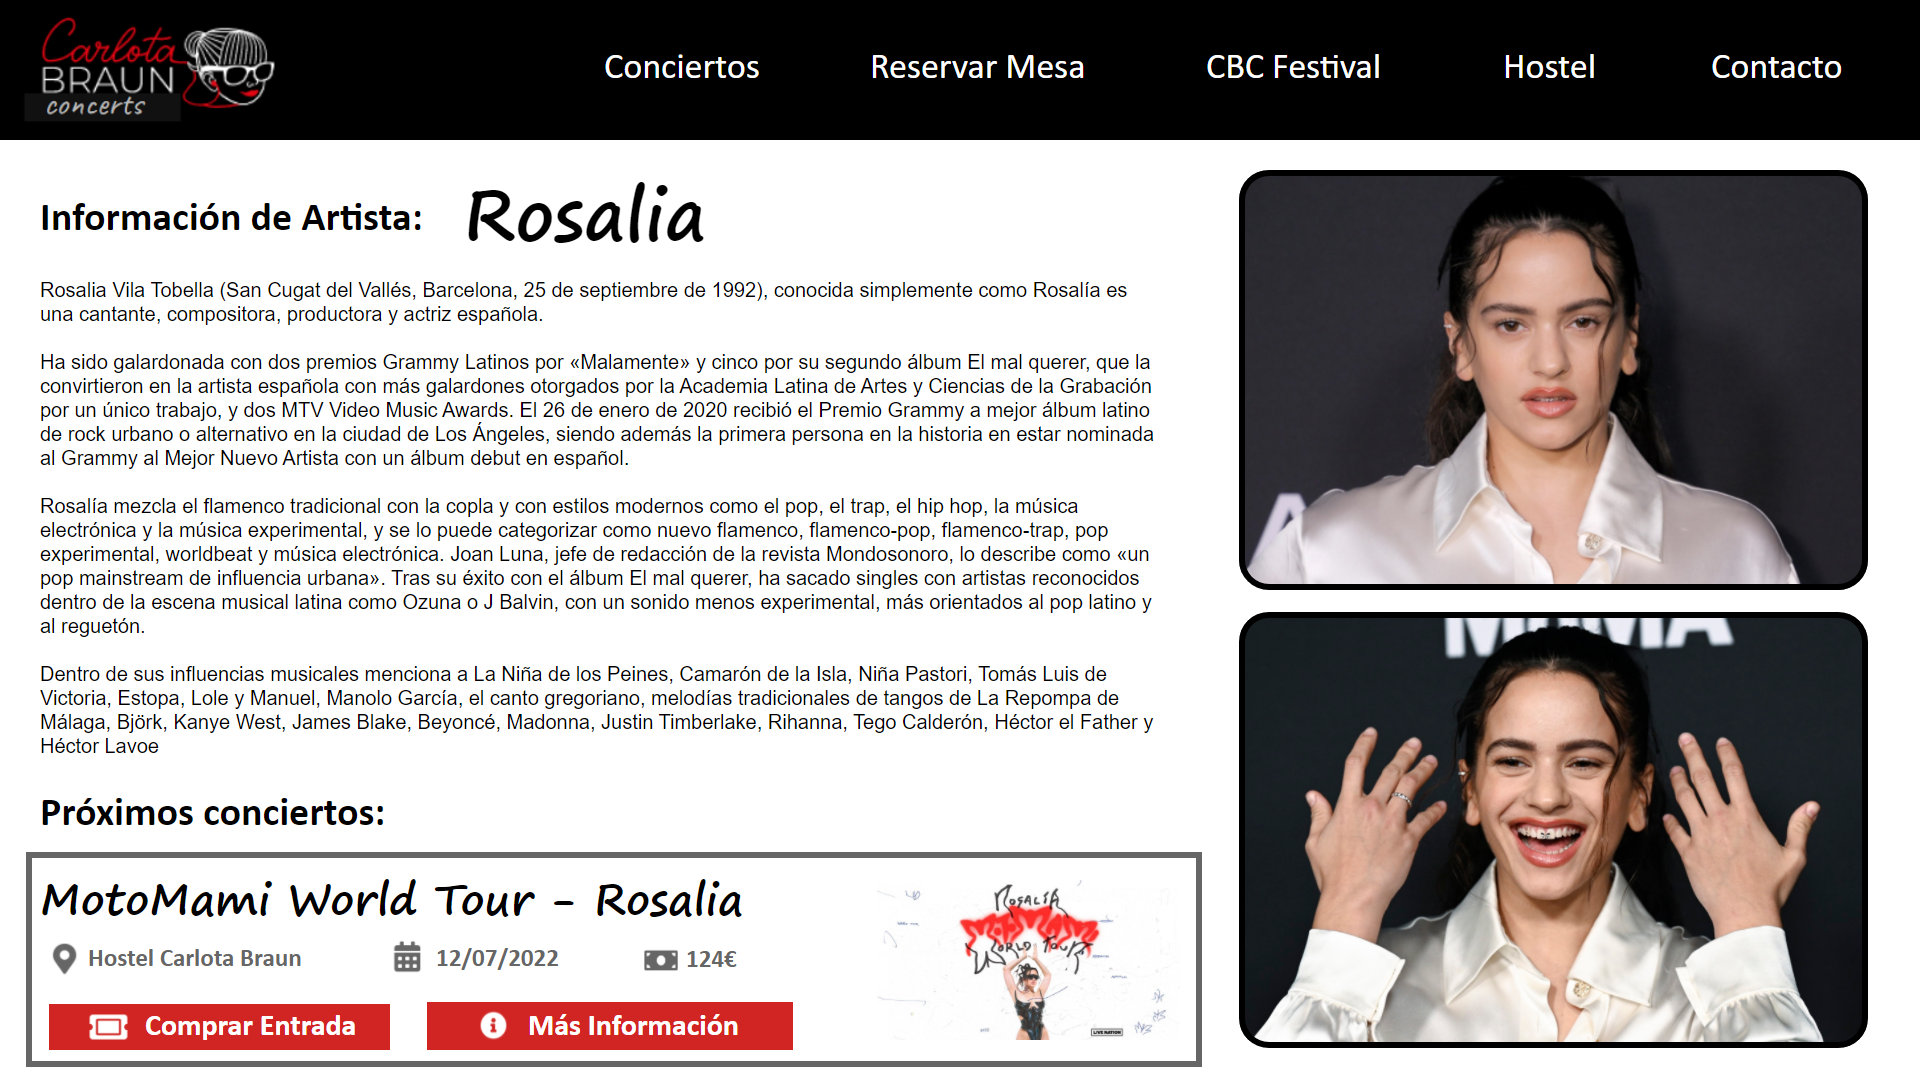 Carlota
BRAUN
concerts
Conciertos
Reservar Mesa
CBC Festival
Hostel
Contacto
Información de Artista: Rosalia
Rosalia Vila Tobella (San Cugat del Vallés, Barcelona, 25 de septiembre de 1992), conocida simplemente como Rosalía es
una cantante, compositora, productora y actriz española.
Ha sido galardonada con dos premios Grammy Latinos por «Malamente» y cinco por su segundo álbum El mal querer, que la
convirtieron en la artista española con más galardones otorgados por la Academia Latina de Artes y Ciencias de la Grabación
por un único trabajo, y dos MTV Video Music Awards. El 26 de enero de 2020 recibió el Premio Grammy a mejor álbum latino
de rock urbano o alternativo en la ciudad de Los Ángeles, siendo además la primera persona en la historia en estar nominada
al Grammy al Mejor Nuevo Artista con un álbum debut en español.
Rosalía mezcla el flamenco tradicional con la copla y con estilos modernos como el pop, el trap, el hip hop, la música
electrónica y la música experimental, y se lo puede categorizar como nuevo flamenco, flamenco-pop, flamenco-trap, pop
experimental, worldbeat y música electrónica. Joan Luna, jefe de redacción de la revista Mondosonoro, lo describe como «un
pop mainstream de influencia urbana». Tras su éxito con el álbum El mal querer, ha sacado singles con artistas reconocidos
dentro de la escena musical latina como Ozuna o J Balvin, con un sonido menos experimental, más orientados al pop latino y
al reguetón.
Dentro de sus influencias musicales menciona a La Niña de los Peines, Camarón de la Isla, Niña Pastori, Tomás Luis de
Victoria, Estopa, Lole y Manuel, Manolo García, el canto gregoriano, melodías tradicionales de tangos de La Repompa de
Málaga, Björk, Kanye West, James Blake, Beyoncé, Madonna, Justin Timberlake, Rihanna, Tego Calderón, Héctor el Father y
Héctor Lavoe
Próximos conciertos:
MotoMami World Tour - Rosalia
Hostel Carlota Braun
12/07/2022
124€
Comprar Entrada
Más Información
ROSALÍA
MOTOMAMI
WORLD TOUR
LIVE NATION
A
MoMA